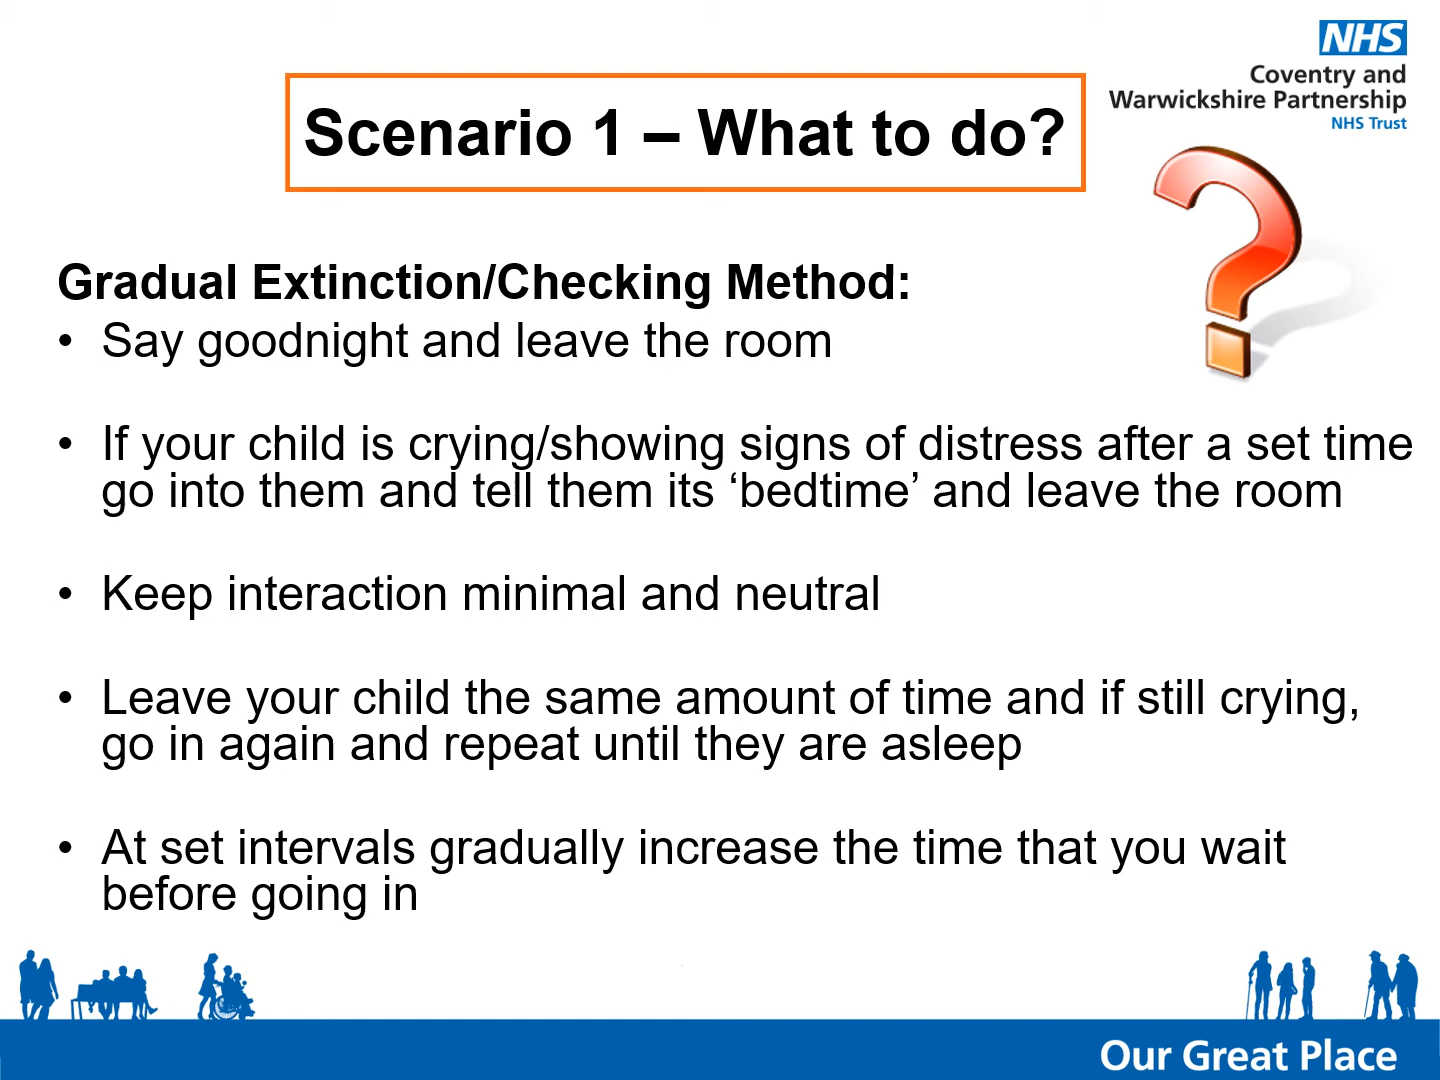 NHS
Coventry and
Warwickshire Partnership
NHS Trust
Scenario 1 – What to do?
Gradual Extinction/Checking Method:
• Say goodnight and leave the room
• If your child is crying/showing signs of distress after a set time
go into them and tell them its ‘bedtime’ and leave the room
• Keep interaction minimal and neutral
• Leave your child the same amount of time and if still crying,
go in again and repeat until they are asleep
• At set intervals gradually increase the time that you wait
before going in
Our Great Place